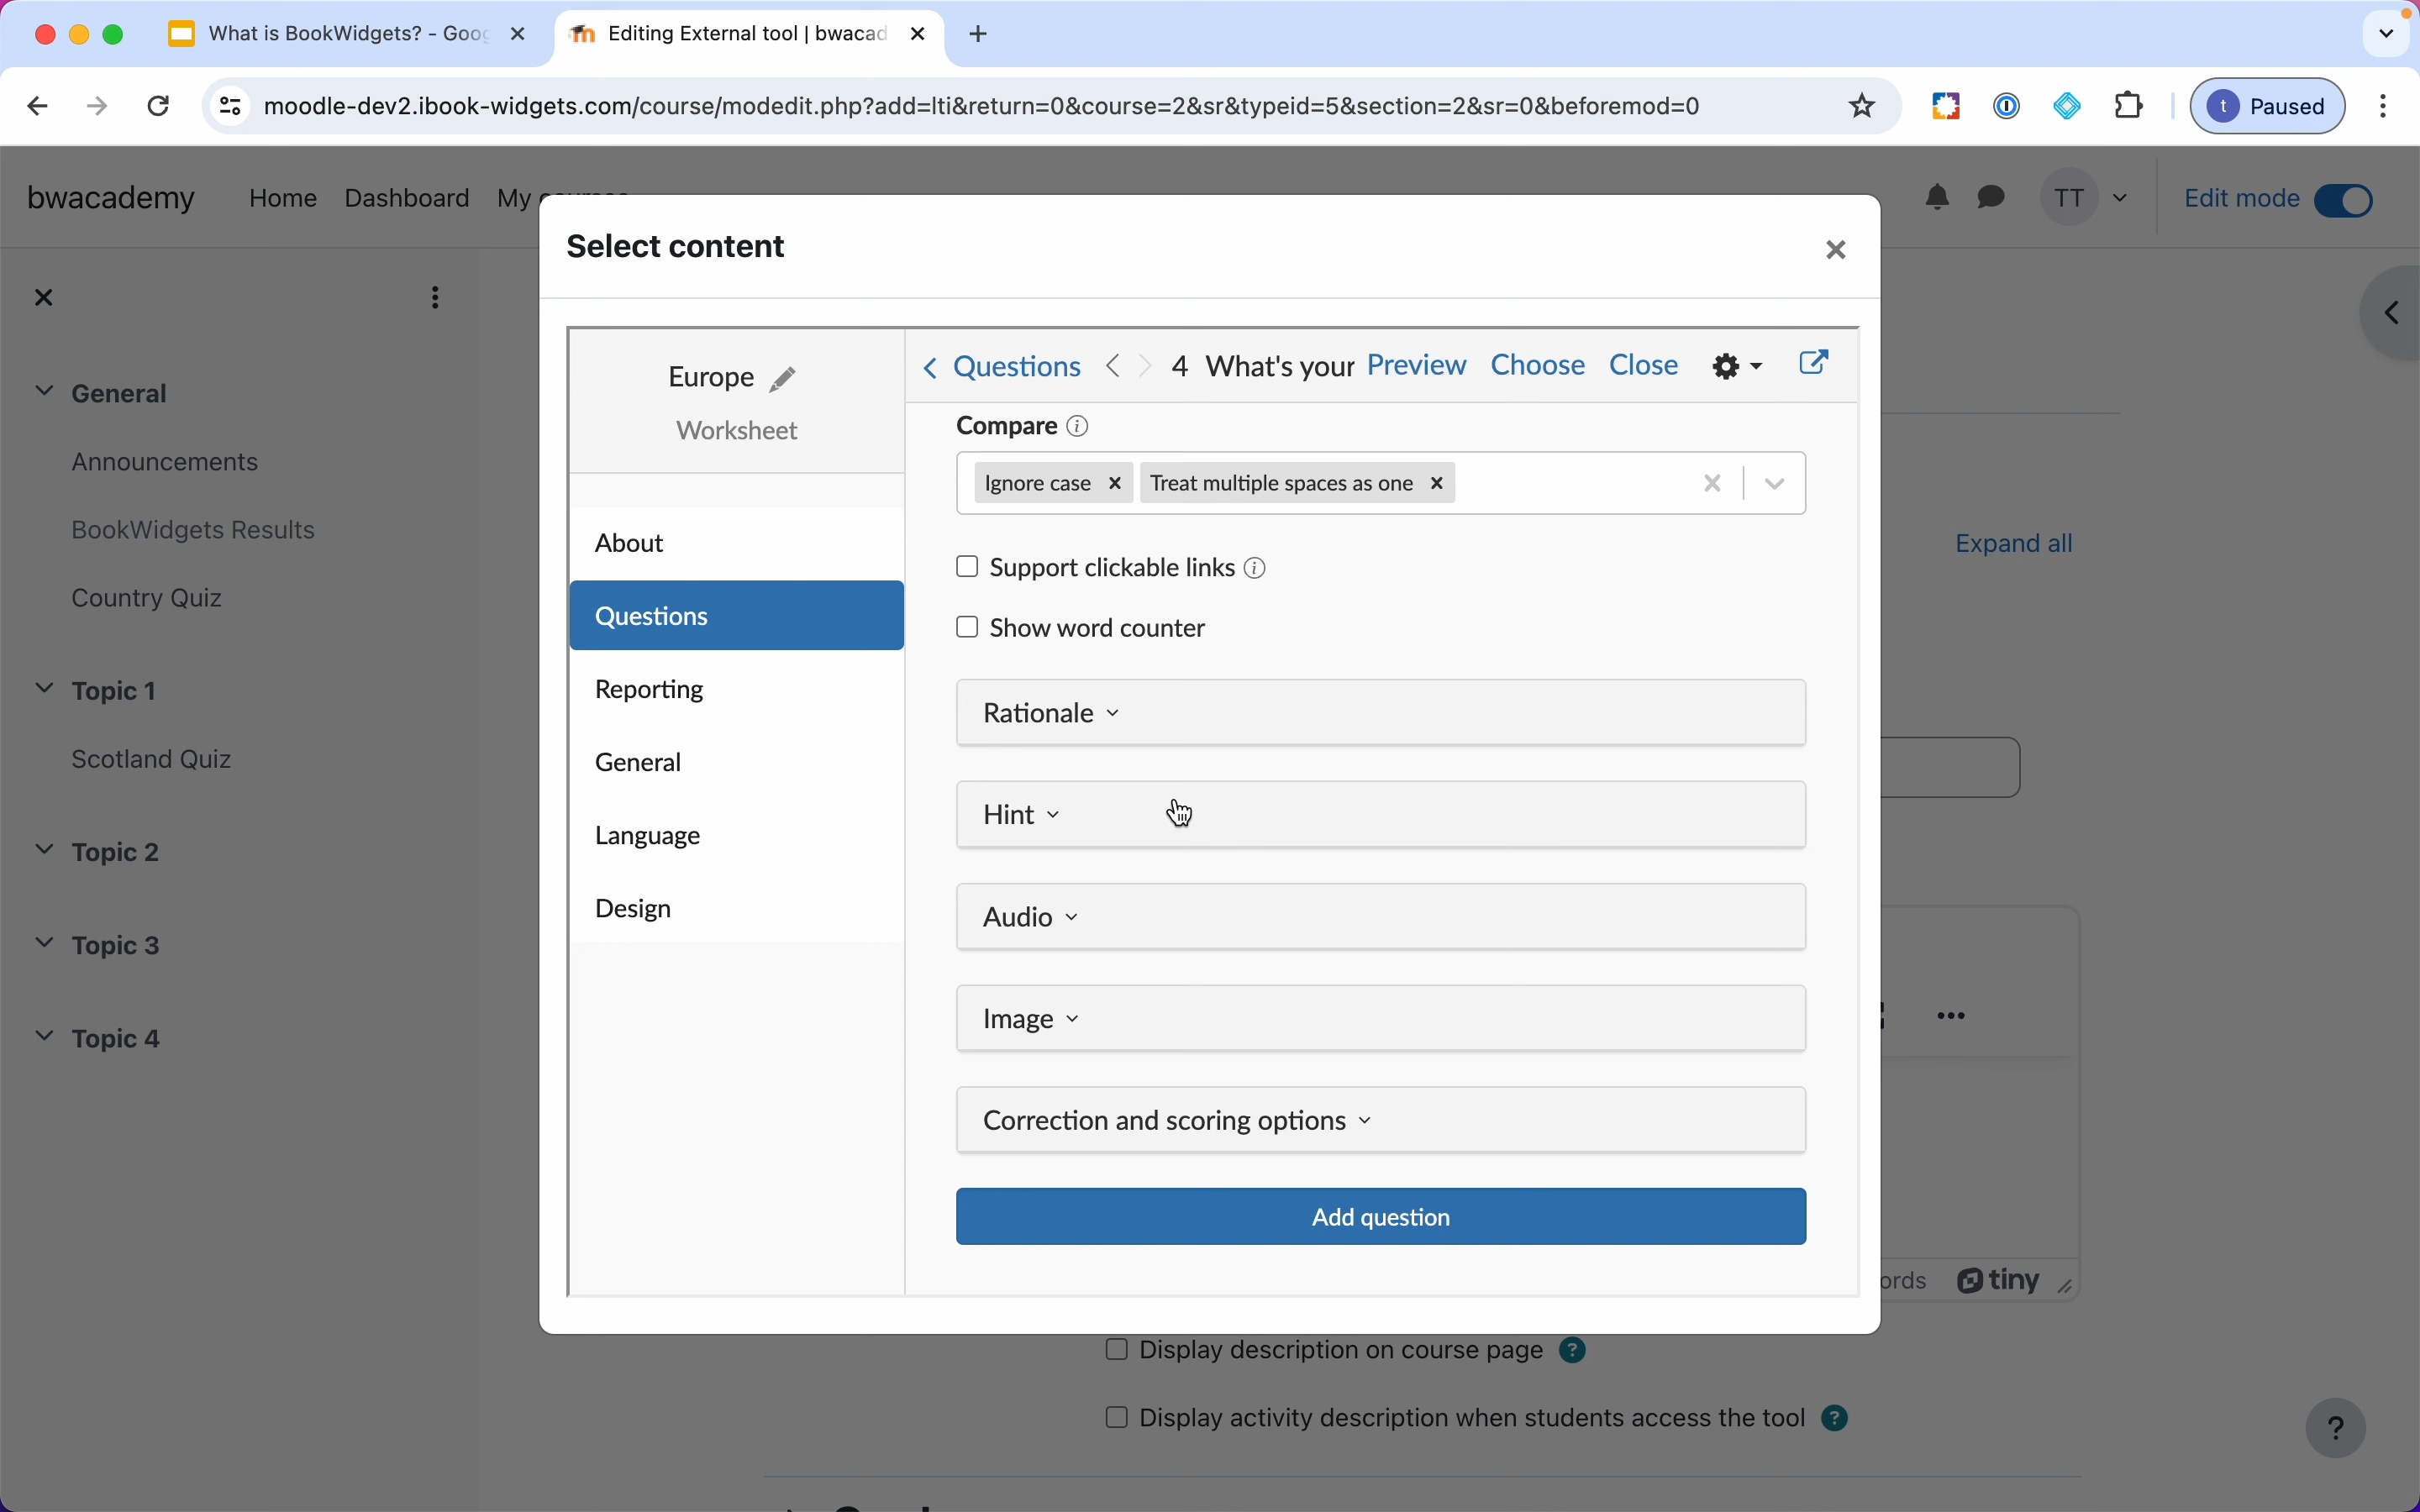 What is BookWidgets? - Goog
Editing External tool | bwacad
moodle-dev2.ibook-widgets.com/course/modedit.php?add=lti&return=0&course=2&sr&typeid=5&section=2&sr=0&beforemod=0
t Paused
bwacademy Home Dashboard My courses
TT
Edit mode
General
Announcements
BookWidgets Results
Country Quiz
Topic 1
Scotland Quiz
Topic 2
Topic 3
Topic 4
Select content
Europe
Worksheet
About
Questions
Reporting
General
Language
Design
Questions 4 What's your Preview Choose Close
Compare
Ignore case Treat multiple spaces as one
Support clickable links
Show word counter
Rationale
Hint
Audio
Image
Correction and scoring options
Add question
Expand all
ords tiny
Display description on course page ?
Display activity description when students access the tool ?
?